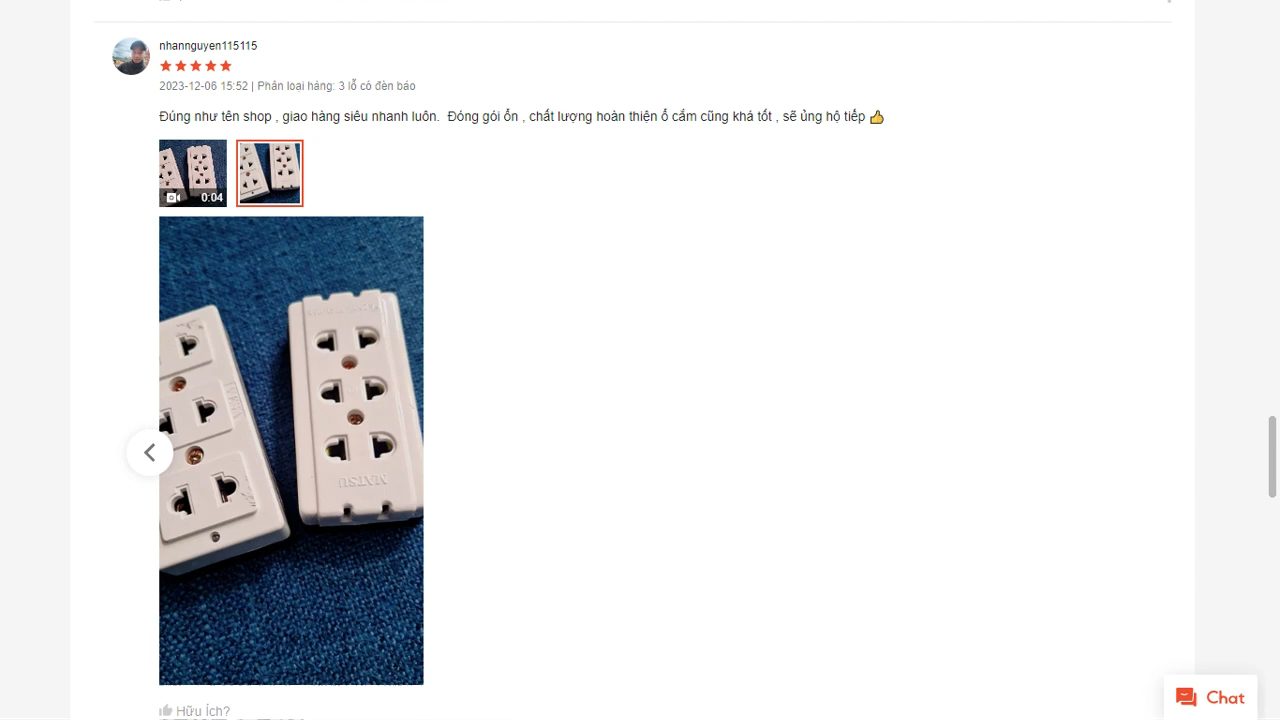 nhannguyen115115
2023-12-06 15:52 | Phân loại hàng: 3 lỗ có đèn báo
Đúng như tên shop , giao hàng siêu nhanh luôn.  Đóng gói ổn , chất lượng hoàn thiện ổ cắm cũng khá tốt , sẽ ủng hộ tiếp 👍
0:04
MATSU
Hữu Ích?
Chat